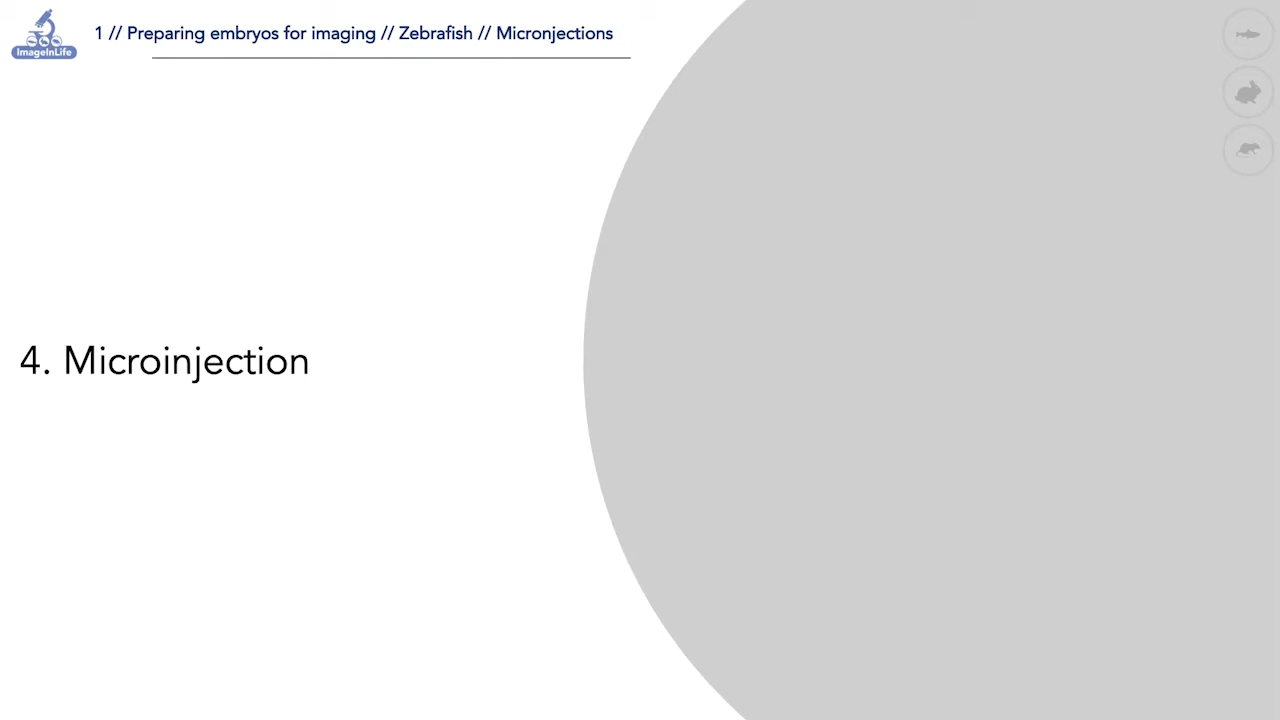 ImageInLife
1 // Preparing embryos for imaging // Zebrafish // Micronjections
4. Microinjection